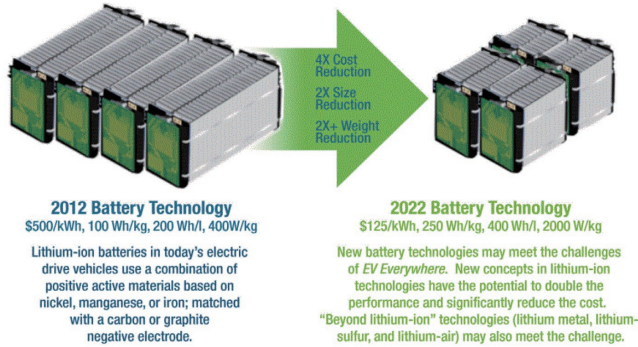 4X Cost
Reduction
2X Size
Reduction
2X+ Weight
Reduction
2012 Battery Technology
$500/kWh, 100 Wh/kg, 200 Wh/l, 400W/kg
Lithium-ion batteries in today's electric
drive vehicles use a combination of
positive active materials based on
nickel, manganese, or iron; matched
with a carbon or graphite
negative electrode.
2022 Battery Technology
$125/kWh, 250 Wh/kg, 400 Wh/l, 2000 W/kg
New battery technologies may meet the challenges
of EV Everywhere. New concepts in lithium-ion
technologies have the potential to double the
performance and significantly reduce the cost.
"Beyond lithium-ion" technologies (lithium metal, lithium-
sulfur, and lithium-air) may also meet the challenge.